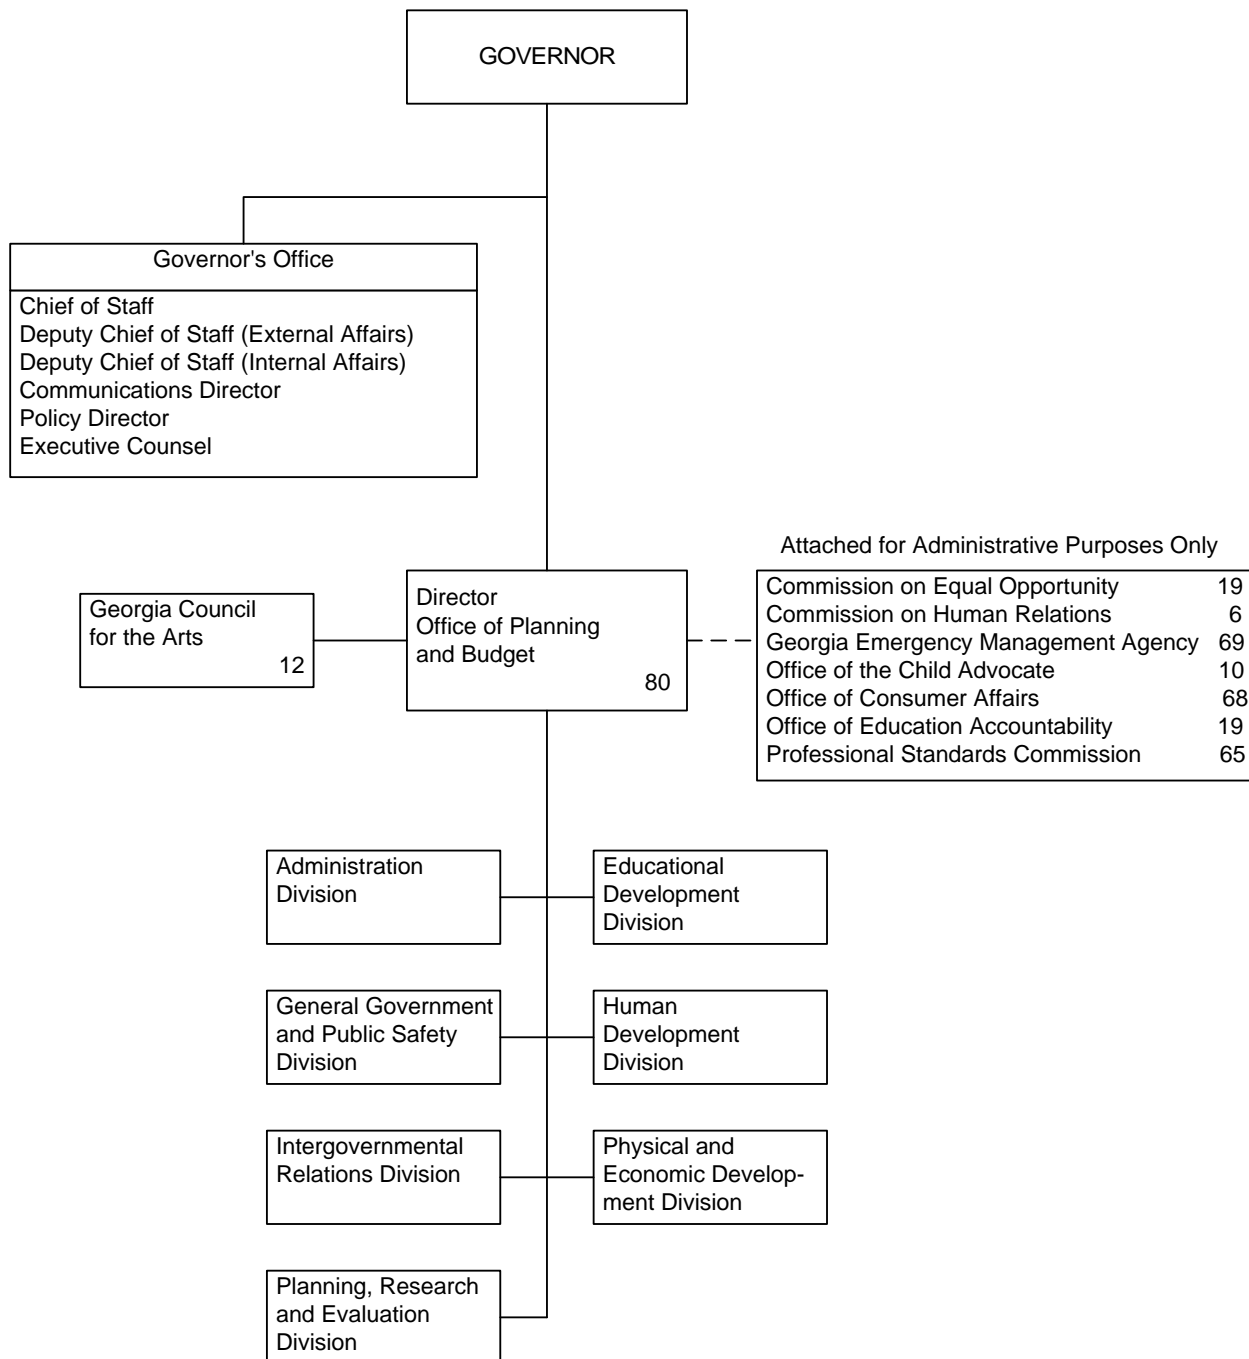 GOVERNOR
Governor's Office
Chief of Staff
Deputy Chief of Staff (External Affairs)
Deputy Chief of Staff (Internal Affairs)
Communications Director
Policy Director
Executive Counsel
Georgia Council
for the Arts
12
Director
Office of Planning
and Budget
80
Attached for Administrative Purposes Only
Commission on Equal Opportunity 19
Commission on Human Relations 6
Georgia Emergency Management Agency 69
Office of the Child Advocate 10
Office of Consumer Affairs 68
Office of Education Accountability 19
Professional Standards Commission 65
Administration
Division
Educational
Development
Division
General Government
and Public Safety
Division
Human
Development
Division
Intergovernmental
Relations Division
Physical and
Economic Develop-
ment Division
Planning, Research
and Evaluation
Division